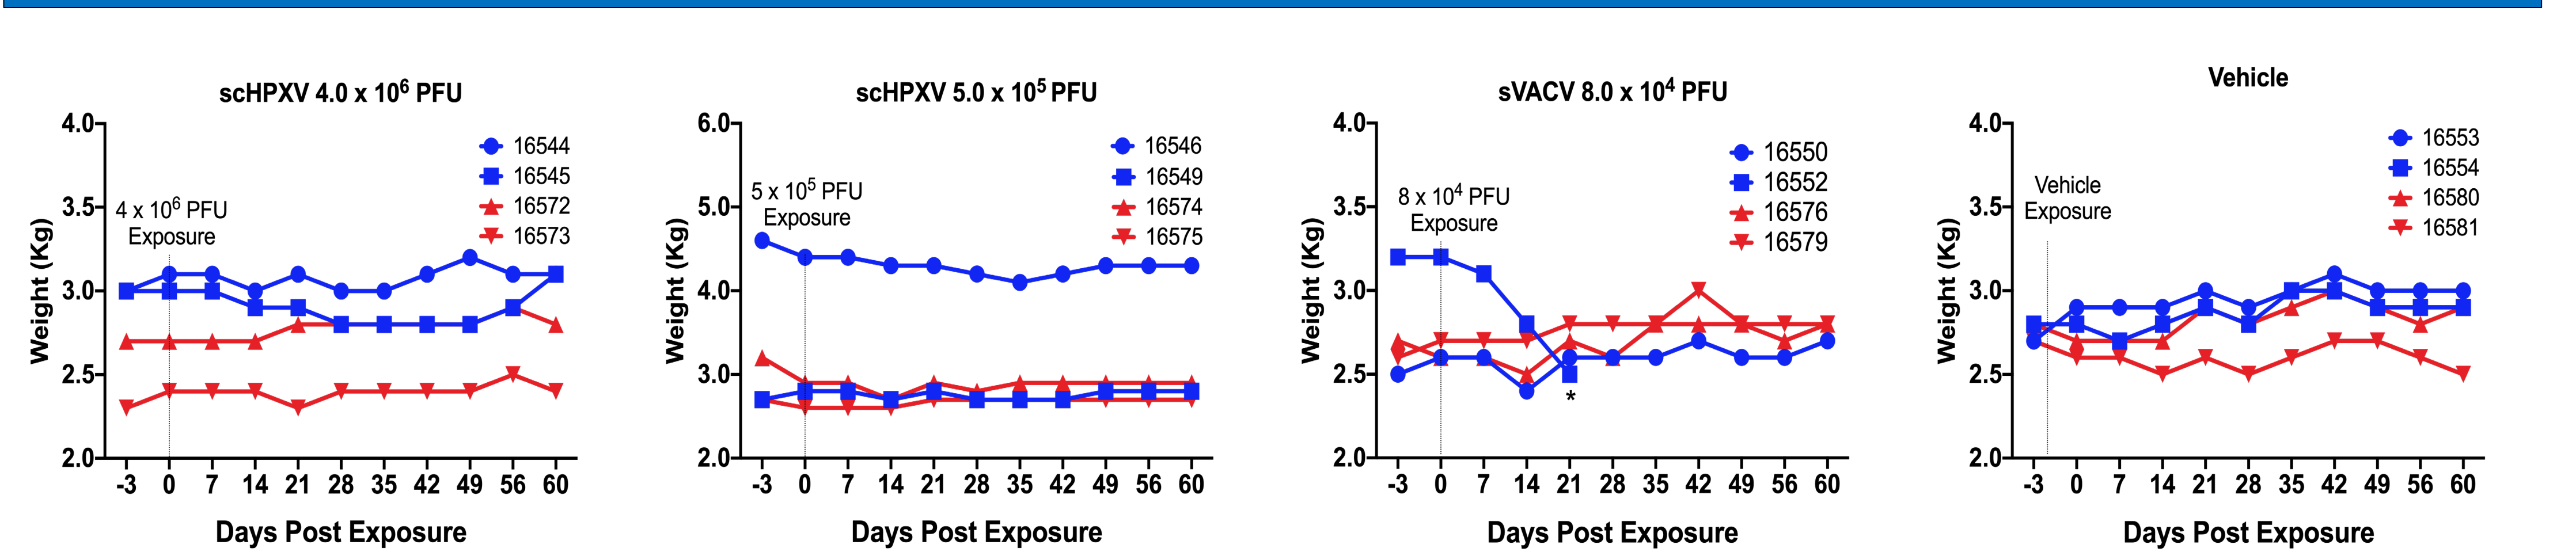 scHPXV 4.0 x 10⁶ PFU
4.0
3.5
3.0
2.5
2.0
Weight (Kg)
4 x 10⁶ PFU
Exposure
16544
16545
16572
16573
-3 0 7 14 21 28 35 42 49 56 60
Days Post Exposure
scHPXV 5.0 x 10⁵ PFU
6.0
5.0
4.0
3.0
2.0
Weight (Kg)
5 x 10⁵ PFU
Exposure
16546
16549
16574
16575
-3 0 7 14 21 28 35 42 49 56 60
Days Post Exposure
sVACV 8.0 x 10⁴ PFU
4.0
3.5
3.0
2.5
2.0
Weight (Kg)
8 x 10⁴ PFU
Exposure
16550
16552
16576
16579
*
-3 0 7 14 21 28 35 42 49 56 60
Days Post Exposure
Vehicle
4.0
3.5
3.0
2.5
2.0
Weight (Kg)
Vehicle
Exposure
16553
16554
16580
16581
-3 0 7 14 21 28 35 42 49 56 60
Days Post Exposure